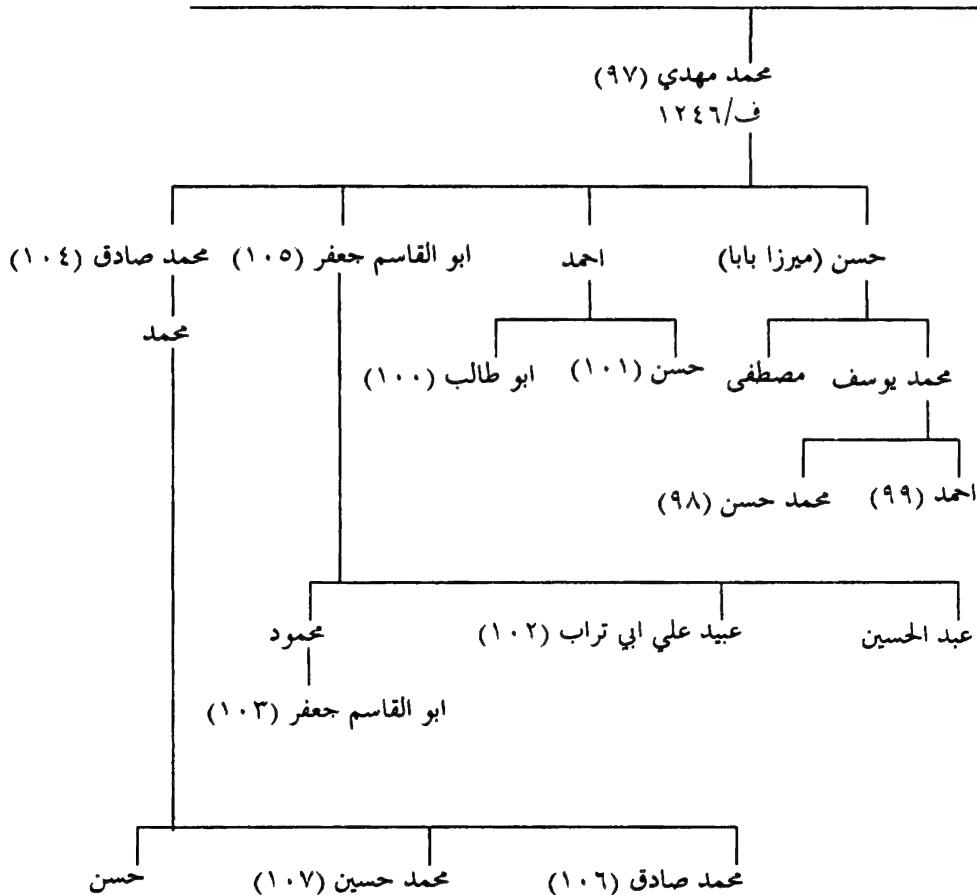 محمد مهدي (٩٧)
ف/١٢٤٦
حسن (ميرزا بابا) احمد ابو القاسم جعفر (١٠٥) محمد صادق (١٠٤)
محمد
محمد يوسف مصطفى حسن (١٠١) ابو طالب (١٠٠)
احمد (٩٩) محمد حسن (٩٨)
عبد الحسين عبيد علي ابي تراب (١٠٢) محمود
ابو القاسم جعفر (١٠٣)
محمد صادق (١٠٦) محمد حسين (١٠٧) حسن